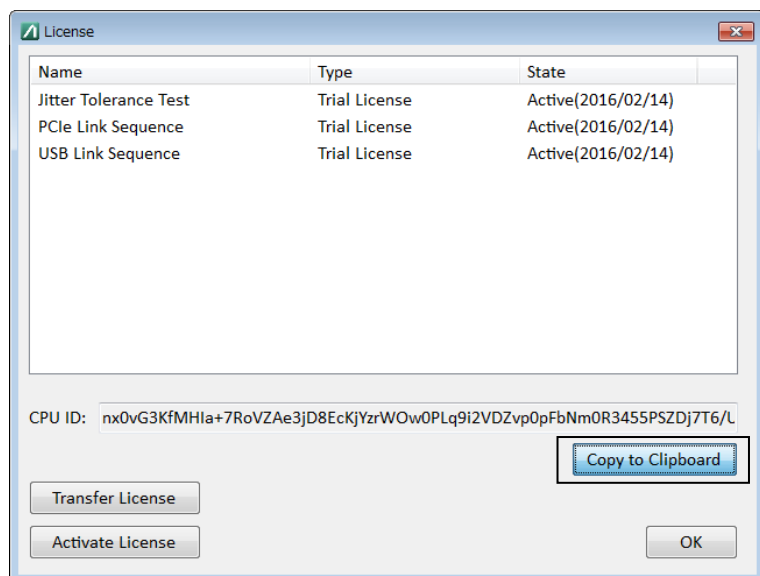 License
Name Type State
Jitter Tolerance Test Trial License Active(2016/02/14)
PCIe Link Sequence Trial License Active(2016/02/14)
USB Link Sequence Trial License Active(2016/02/14)
CPU ID: nx0vG3KfMHIa+7RoVZAe3jD8EcKjYzrWOw0PLq9i2VDZvp0pFbNm0R3455PSZDj7T6/U
Copy to Clipboard
Transfer License
Activate License OK